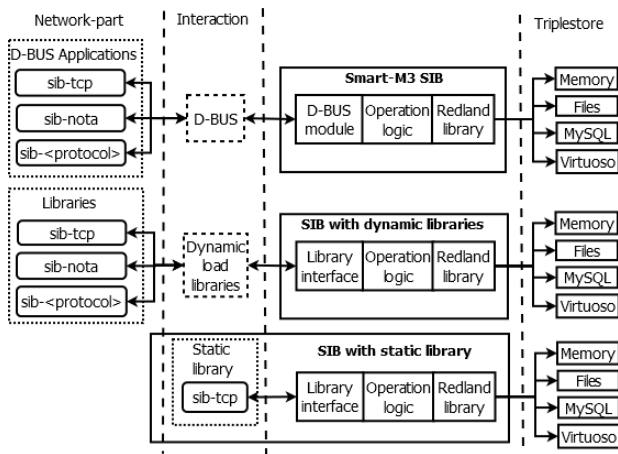 Network-part
Interaction
Triplestore
D-BUS Applications
sib-tcp
sib-nota
sib-<protocol>
D-BUS
Smart-M3 SIB
D-BUS
module
Operation
logic
Redland
library
Memory
Files
MySQL
Virtuoso
Libraries
sib-tcp
sib-nota
sib-<protocol>
Dynamic
load
libraries
SIB with dynamic libraries
Library
interface
Operation
logic
Redland
library
Memory
Files
MySQL
Virtuoso
Static
library
sib-tcp
SIB with static library
Library
interface
Operation
logic
Redland
library
Memory
Files
MySQL
Virtuoso